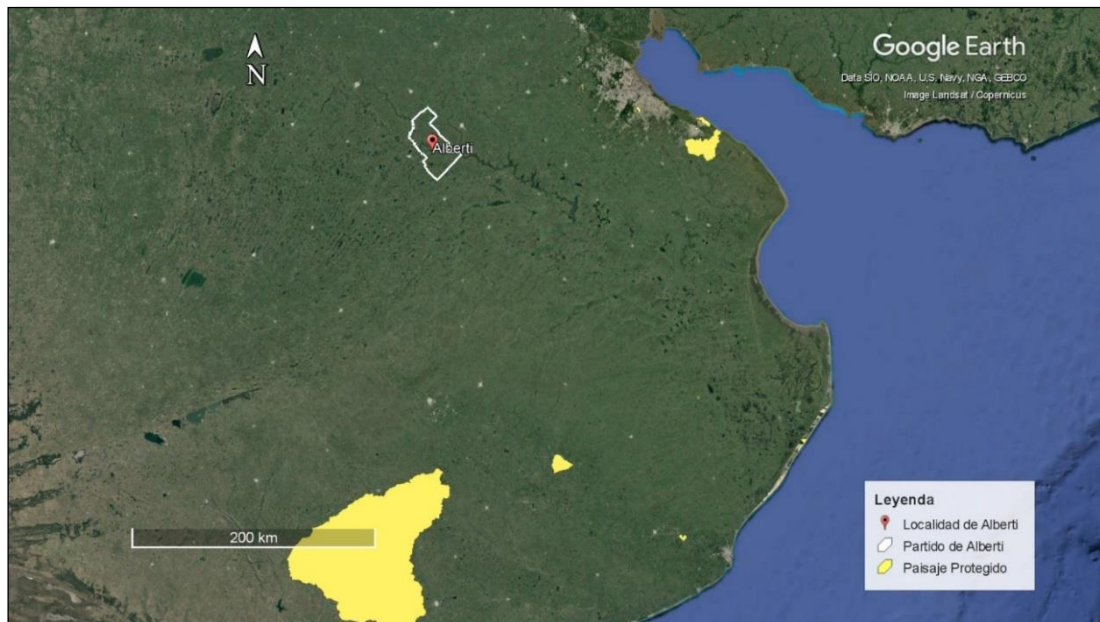 Google Earth
Data SIO, NOAA, U.S. Navy, NGA, GEBCO
Image Landsat / Copernicus
N
Alberti
200 km
Leyenda
Localidad de Alberti
Partido de Alberti
Paisaje Protegido